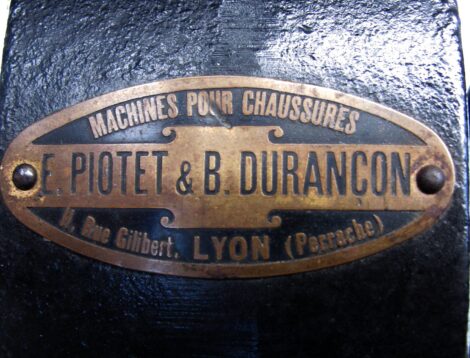 MACHINES POUR CHAUSSURES
E. PIOTET & B. DURANCON
Rue Gilibert, LYON (Perrache)